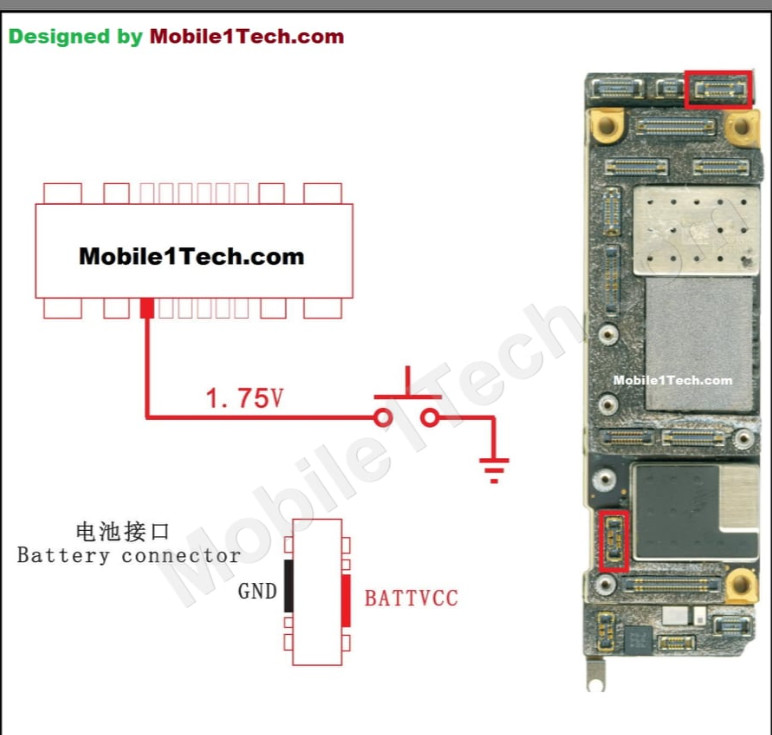 Designed by Mobile1Tech.com
Mobile1Tech.com
1.75V
Mobile1Tech.com
电池接口
Battery connector
GND
BATTVCC
Mobile1Tech.org